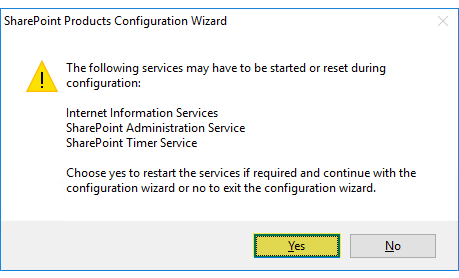 SharePoint Products Configuration Wizard
The following services may have to be started or reset during
configuration:
Internet Information Services
SharePoint Administration Service
SharePoint Timer Service
Choose yes to restart the services if required and continue with the
configuration wizard or no to exit the configuration wizard.
Yes
No